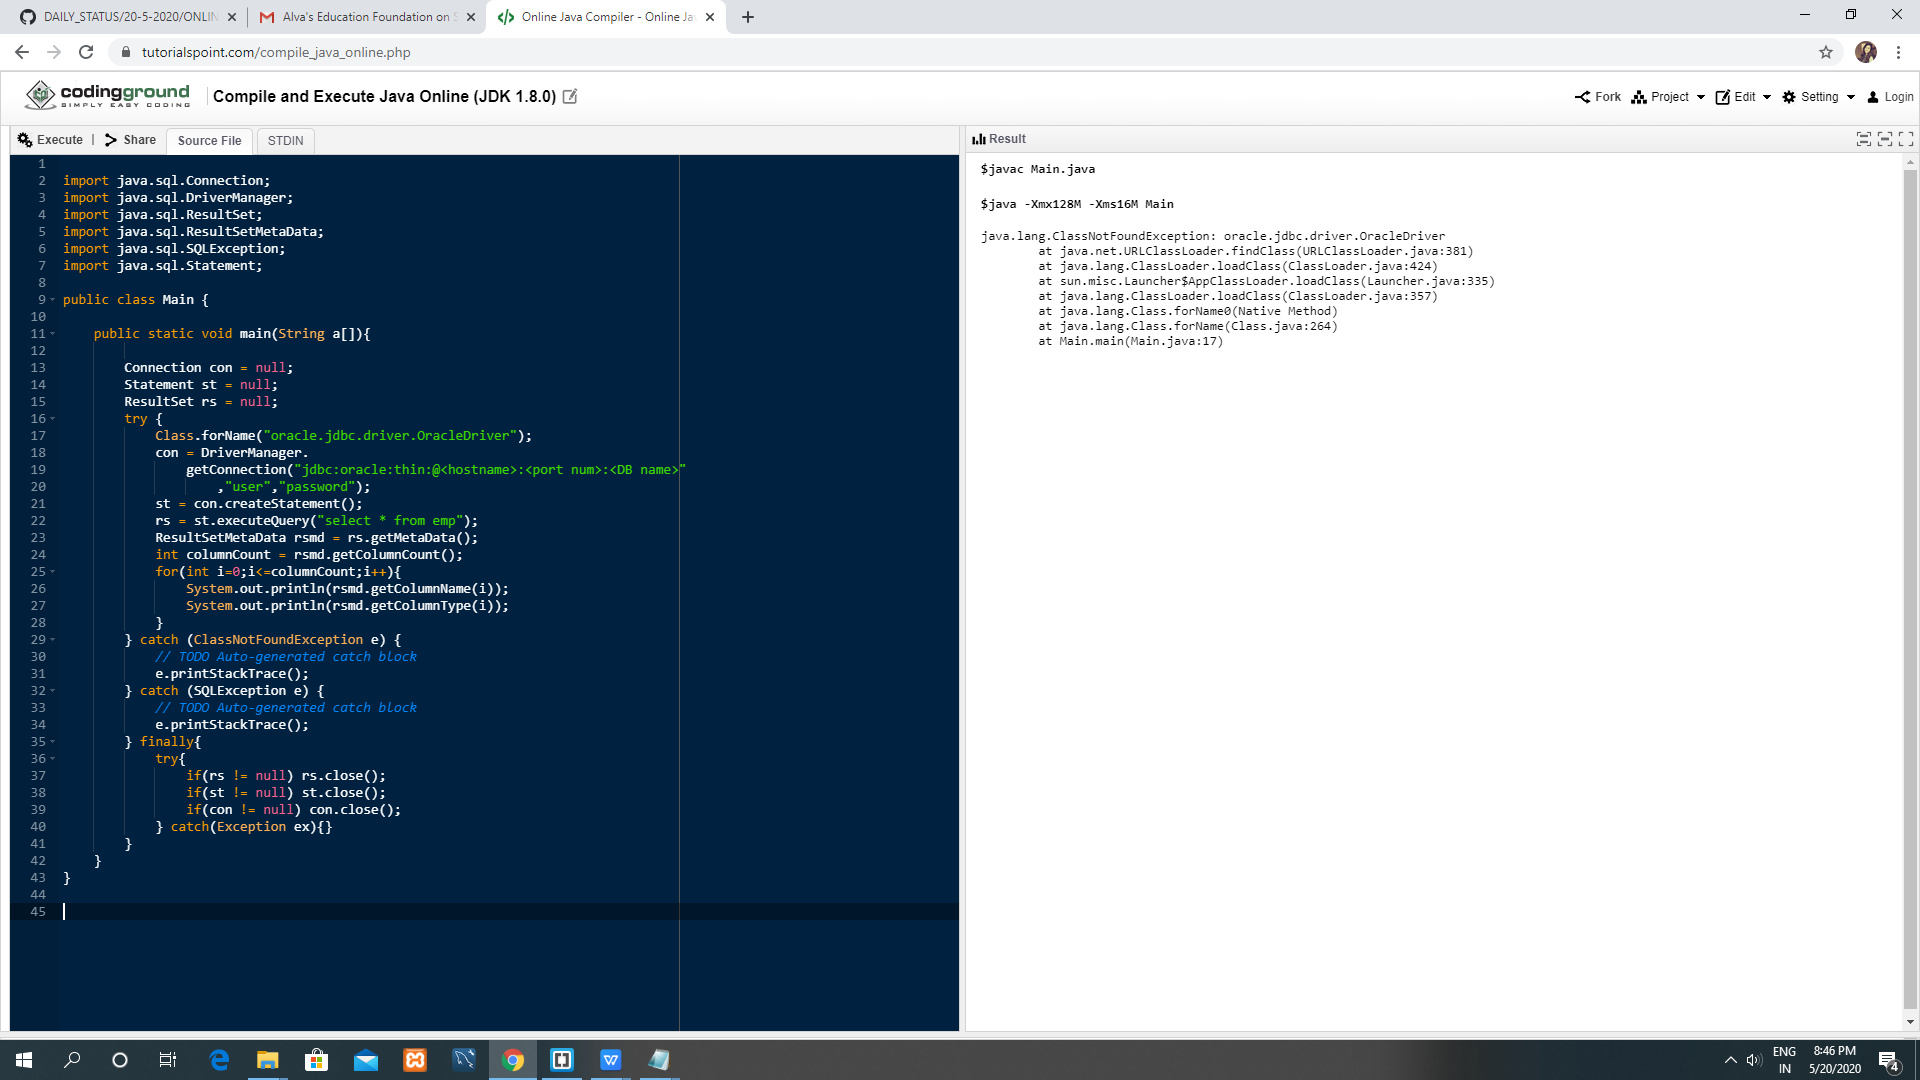 DAILY_STATUS/20-5-2020/ONLIN
Alva's Education Foundation on S
Online Java Compiler - Online Ja
tutorialspoint.com/compile_java_online.php
codingground
SIMPLY EASY CODING
Compile and Execute Java Online (JDK 1.8.0)
Fork Project Edit Setting Login
Execute | Share Source File STDIN
1
2 import java.sql.Connection;
3 import java.sql.DriverManager;
4 import java.sql.ResultSet;
5 import java.sql.ResultSetMetaData;
6 import java.sql.SQLException;
7 import java.sql.Statement;
8
9 public class Main {
10
11 public static void main(String a[]){
12
13 Connection con = null;
14 Statement st = null;
15 ResultSet rs = null;
16 try {
17 Class.forName("oracle.jdbc.driver.OracleDriver");
18 con = DriverManager.
19 getConnection("jdbc:oracle:thin:@<hostname>:<port num>:<DB name>"
20 ,"user","password");
21 st = con.createStatement();
22 rs = st.executeQuery("select * from emp");
23 ResultSetMetaData rsmd = rs.getMetaData();
24 int columnCount = rsmd.getColumnCount();
25 for(int i=0;i<=columnCount;i++){
26 System.out.println(rsmd.getColumnName(i));
27 System.out.println(rsmd.getColumnType(i));
28 }
29 } catch (ClassNotFoundException e) {
30 // TODO Auto-generated catch block
31 e.printStackTrace();
32 } catch (SQLException e) {
33 // TODO Auto-generated catch block
34 e.printStackTrace();
35 } finally{
36 try{
37 if(rs != null) rs.close();
38 if(st != null) st.close();
39 if(con != null) con.close();
40 } catch(Exception ex){}
41 }
42 }
43 }
44
45
Result
$javac Main.java
$java -Xmx128M -Xms16M Main
java.lang.ClassNotFoundException: oracle.jdbc.driver.OracleDriver
at java.net.URLClassLoader.findClass(URLClassLoader.java:381)
at java.lang.ClassLoader.loadClass(ClassLoader.java:424)
at sun.misc.Launcher$AppClassLoader.loadClass(Launcher.java:335)
at java.lang.ClassLoader.loadClass(ClassLoader.java:357)
at java.lang.Class.forName0(Native Method)
at java.lang.Class.forName(Class.java:264)
at Main.main(Main.java:17)
ENG
IN
8:46 PM
5/20/2020
4